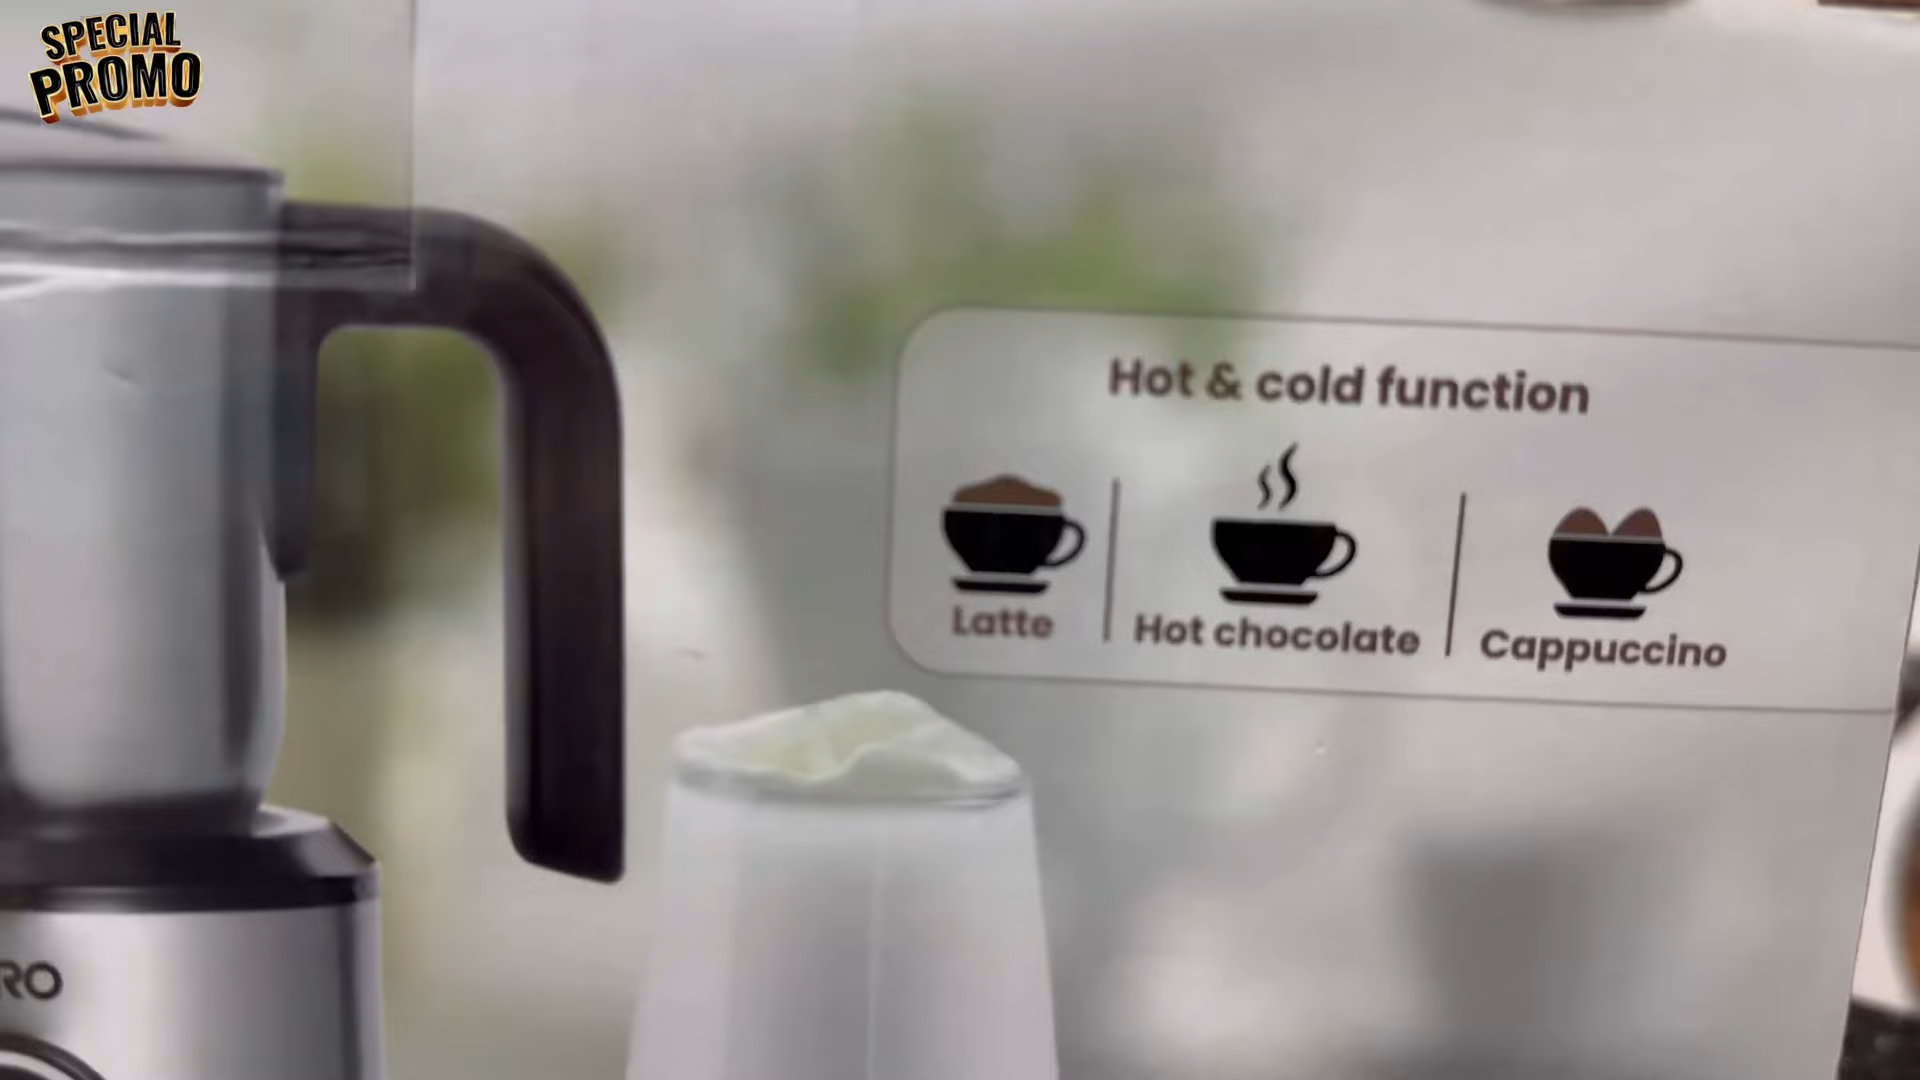 SPECIAL
PROMO
Hot & cold function
Latte
Hot chocolate
Cappuccino
RO